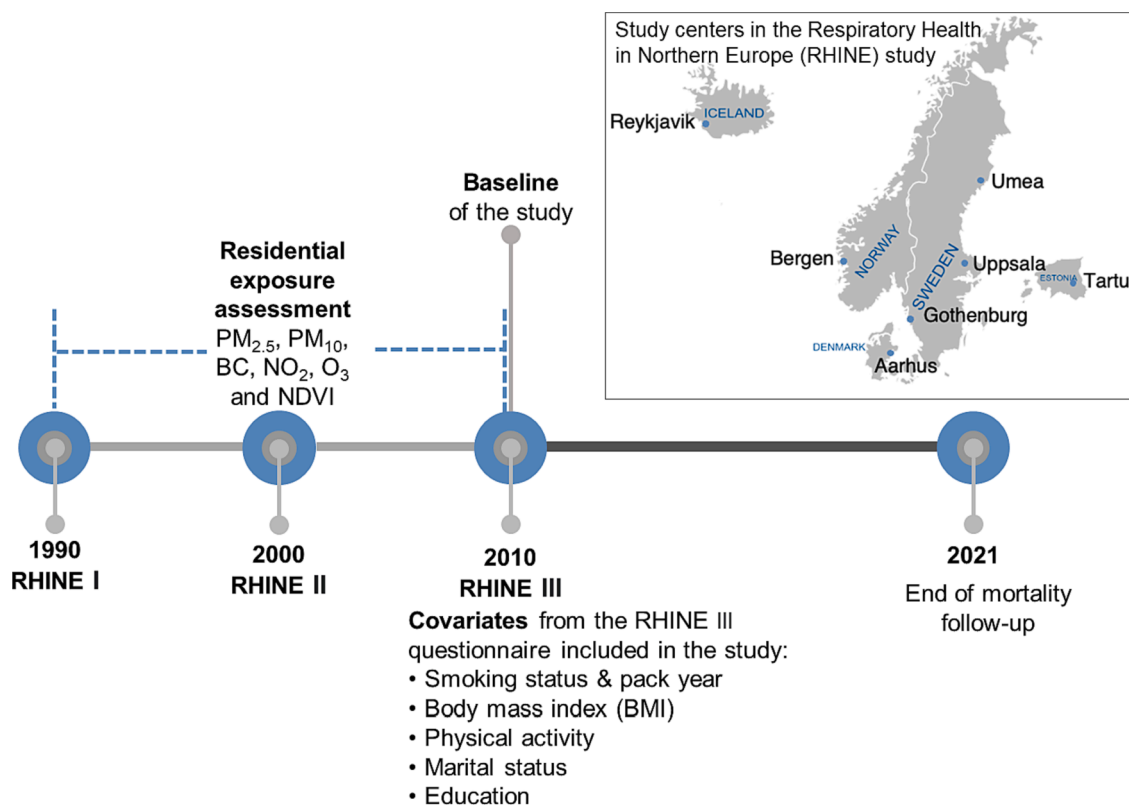 Study centers in the Respiratory Health
in Northern Europe (RHINE) study
ICELAND
Reykjavik
Umea
Bergen
NORWAY
SWEDEN
Uppsala
ESTONIA
Tartu
Gothenburg
DENMARK
Aarhus
Baseline
of the study
Residential
exposure
assessment
PM2.5, PM10,
BC, NO2, O3
and NDVI
1990
RHINE I
2000
RHINE II
2010
RHINE III
2021
End of mortality
follow-up
Covariates from the RHINE III
questionnaire included in the study:
• Smoking status & pack year
• Body mass index (BMI)
• Physical activity
• Marital status
• Education